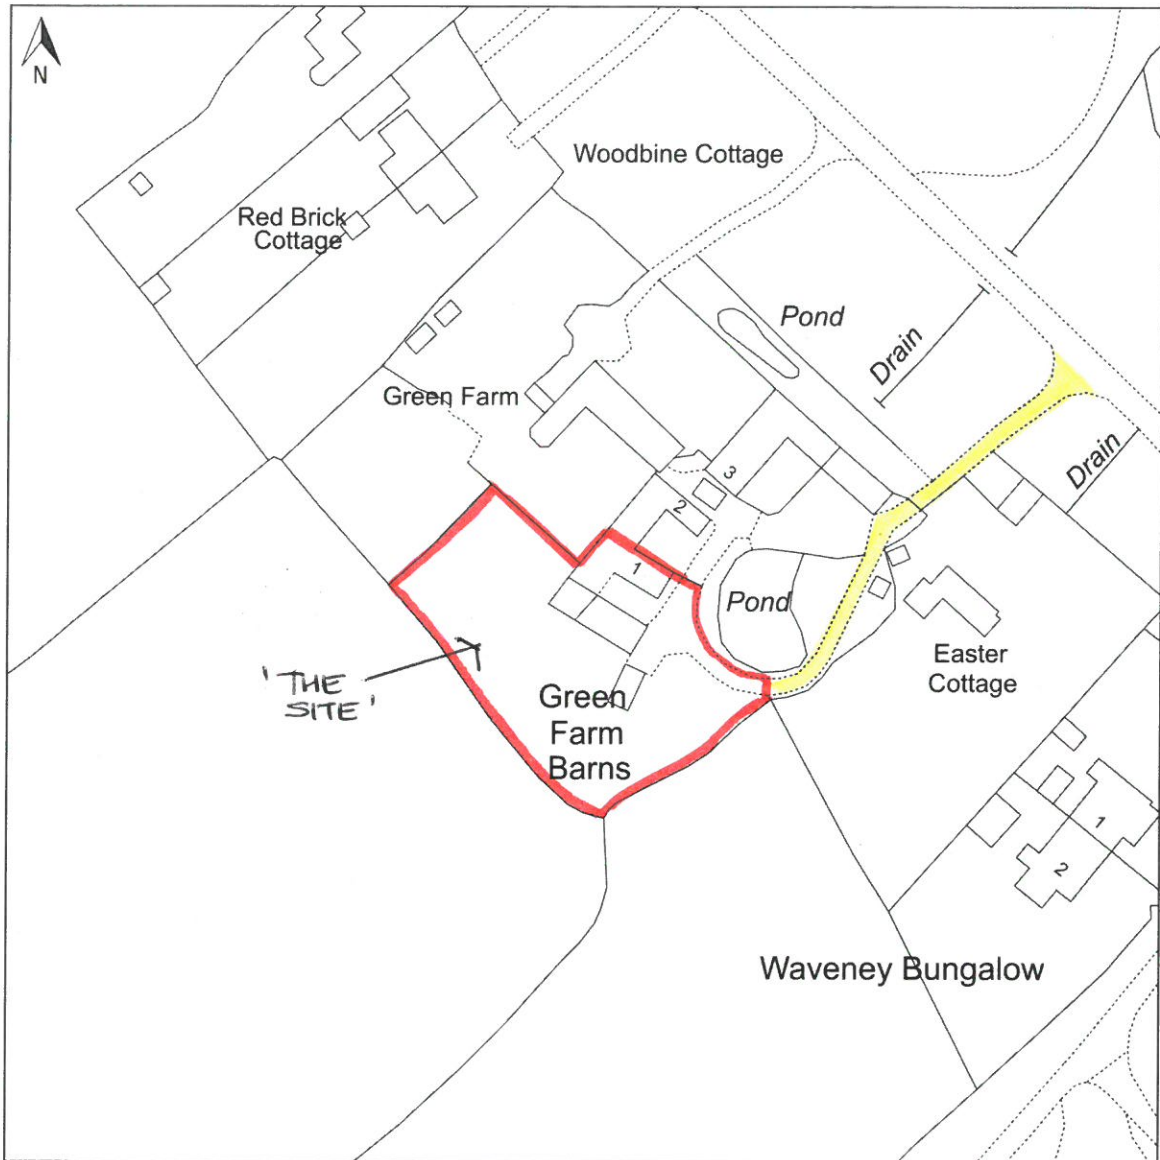 N
Woodbine Cottage
Red Brick
Cottage
Pond
Drain
Green Farm
3
2
Drain
1
Pond
Easter
Cottage
'THE
SITE'
Green
Farm
Barns
1
2
Waveney Bungalow